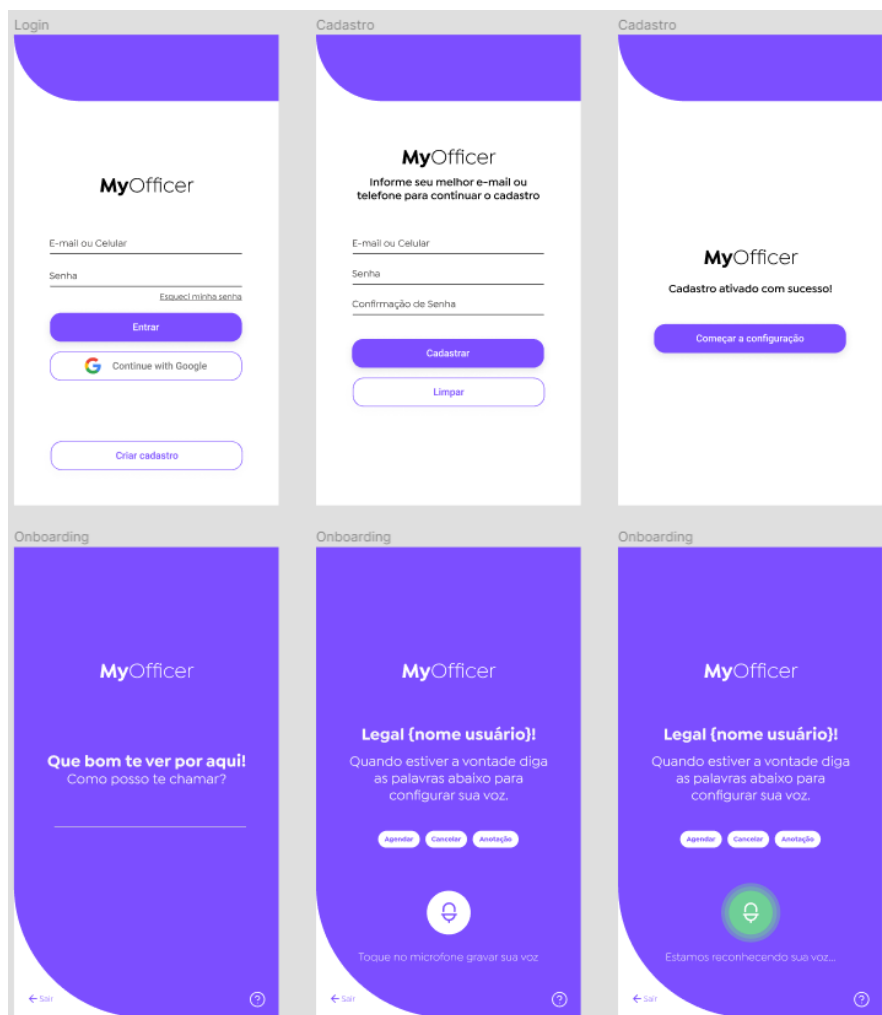 Login
MyOfficer
E-mail ou Celular
Senha
Esqueci minha senha
Entrar
Continue with Google
Criar cadastro
Cadastro
MyOfficer
Informe seu melhor e-mail ou
telefone para continuar o cadastro
E-mail ou Celular
Senha
Confirmação de Senha
Cadastrar
Limpar
Cadastro
MyOfficer
Cadastro ativado com sucesso!
Começar a configuração
Onboarding
MyOfficer
Que bom te ver por aqui!
Como posso te chamar?
← Sair
?
Onboarding
MyOfficer
Legal {nome usuário}!
Quando estiver a vontade diga
as palavras abaixo para
configurar sua voz.
Agendar Cancelar Anotação
Toque no microfone gravar sua voz
← Sair
?
Onboarding
MyOfficer
Legal {nome usuário}!
Quando estiver a vontade diga
as palavras abaixo para
configurar sua voz.
Agendar Cancelar Anotação
Estamos reconhecendo sua voz...
← Sair
?